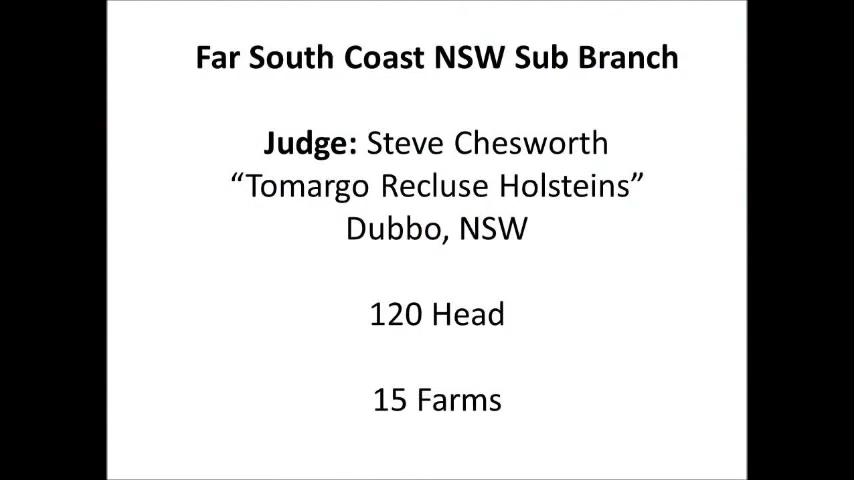 Far South Coast NSW Sub Branch
Judge: Steve Chesworth
“Tomargo Recluse Holsteins”
Dubbo, NSW
120 Head
15 Farms